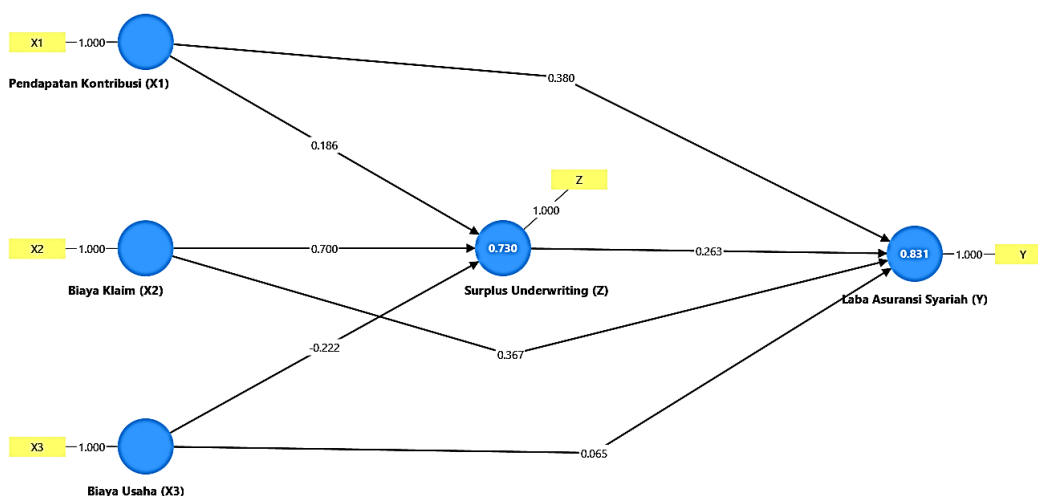 X1
1.000
Pendapatan Kontribusi (X1)
0.380
0.186
Z
1.000
X2
1.000
0.700
0.730
0.263
0.831
1.000
Y
Biaya Klaim (X2)
Surplus Underwriting (Z)
Laba Asuransi Syariah (Y)
-0.222
0.367
X3
1.000
0.065
Biaya Usaha (X3)